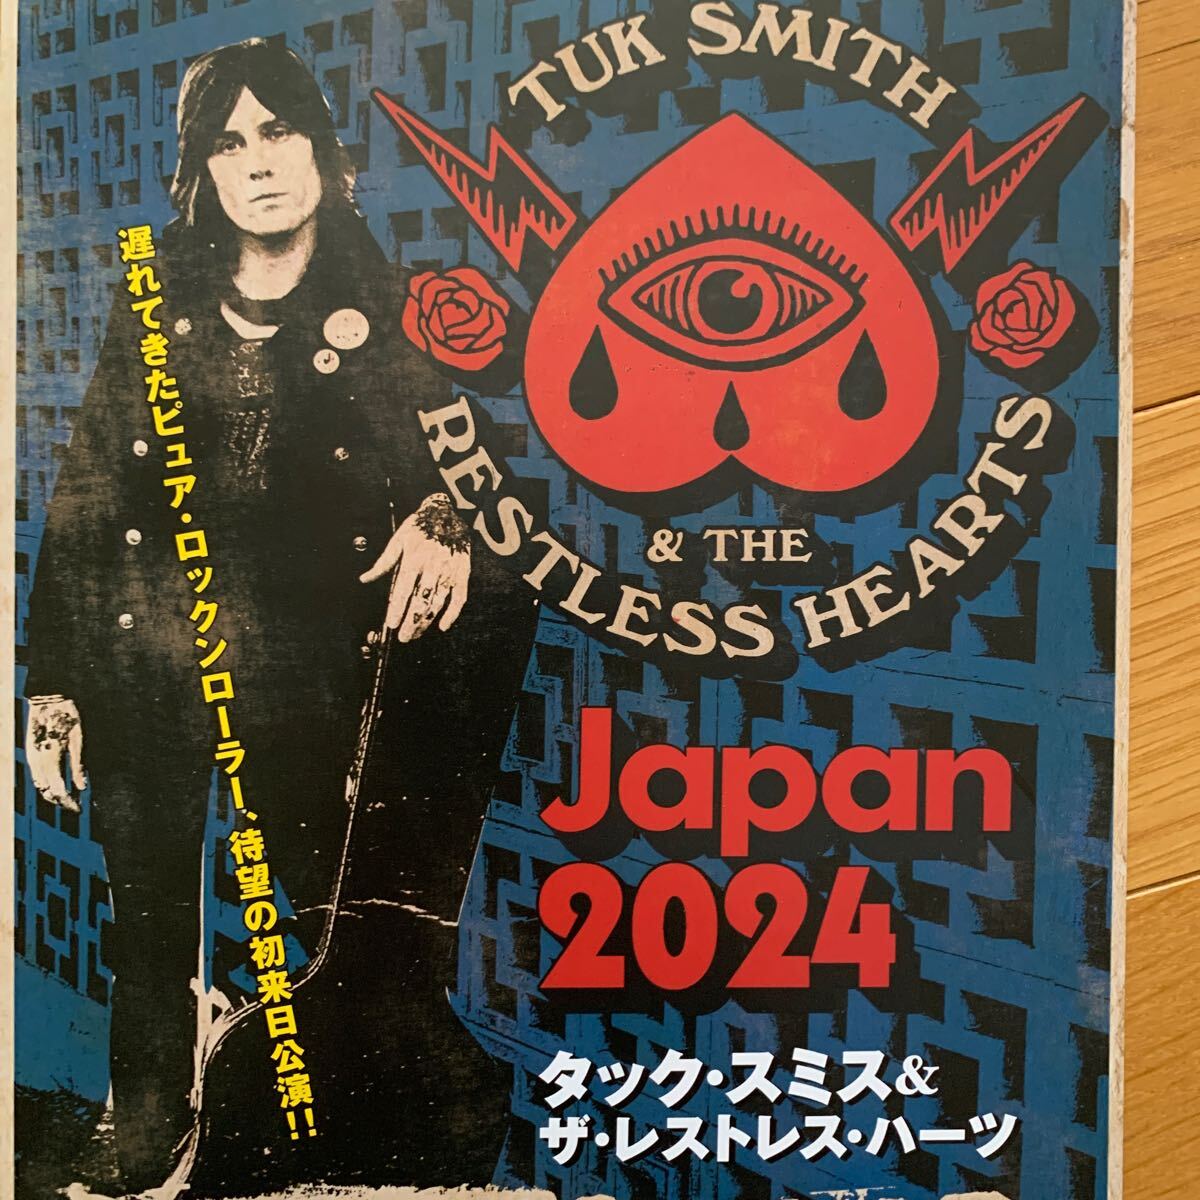 TUK SMITH
& THE
RESTLESS HEARTS
遅れてきたピュア・ロックンローラー、待望の初来日公演!!
Japan
2024
タック・スミス&
ザ・レストレス・ハーツ